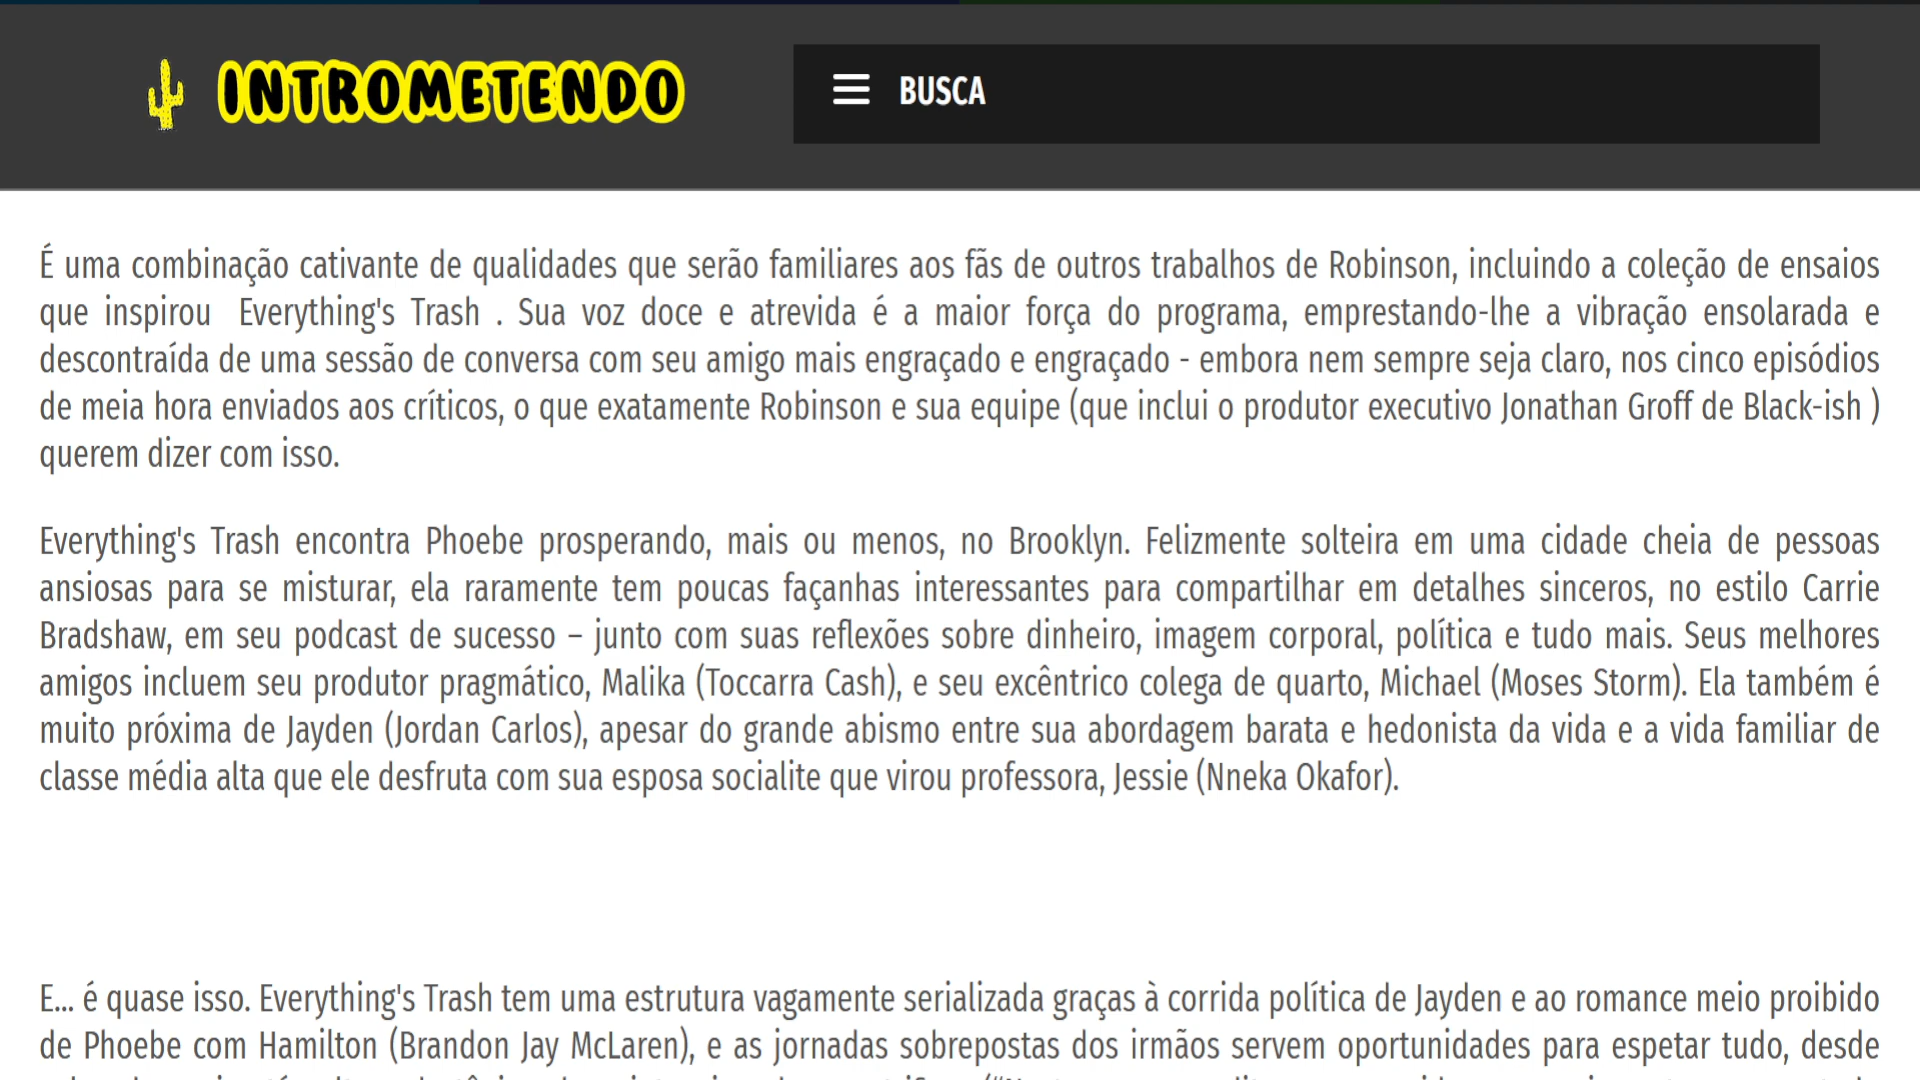 INTROMETENDO
BUSCA
É uma combinação cativante de qualidades que serão familiares aos fãs de outros trabalhos de Robinson, incluindo a coleção de ensaios
que inspirou Everything's Trash . Sua voz doce e atrevida é a maior força do programa, emprestando-lhe a vibração ensolarada e
descontraída de uma sessão de conversa com seu amigo mais engraçado e engraçado - embora nem sempre seja claro, nos cinco episódios
de meia hora enviados aos críticos, o que exatamente Robinson e sua equipe (que inclui o produtor executivo Jonathan Groff de Black-ish )
querem dizer com isso.
Everything's Trash encontra Phoebe prosperando, mais ou menos, no Brooklyn. Felizmente solteira em uma cidade cheia de pessoas
ansiosas para se misturar, ela raramente tem poucas façanhas interessantes para compartilhar em detalhes sinceros, no estilo Carrie
Bradshaw, em seu podcast de sucesso – junto com suas reflexões sobre dinheiro, imagem corporal, política e tudo mais. Seus melhores
amigos incluem seu produtor pragmático, Malika (Toccarra Cash), e seu excêntrico colega de quarto, Michael (Moses Storm). Ela também é
muito próxima de Jayden (Jordan Carlos), apesar do grande abismo entre sua abordagem barata e hedonista da vida e a vida familiar de
classe média alta que ele desfruta com sua esposa socialite que virou professora, Jessie (Nneka Okafor).
E... é quase isso. Everything's Trash tem uma estrutura vagamente serializada graças à corrida política de Jayden e ao romance meio proibido
de Phoebe com Hamilton (Brandon Jay McLaren), e as jornadas sobrepostas dos irmãos servem oportunidades para espetar tudo, desde